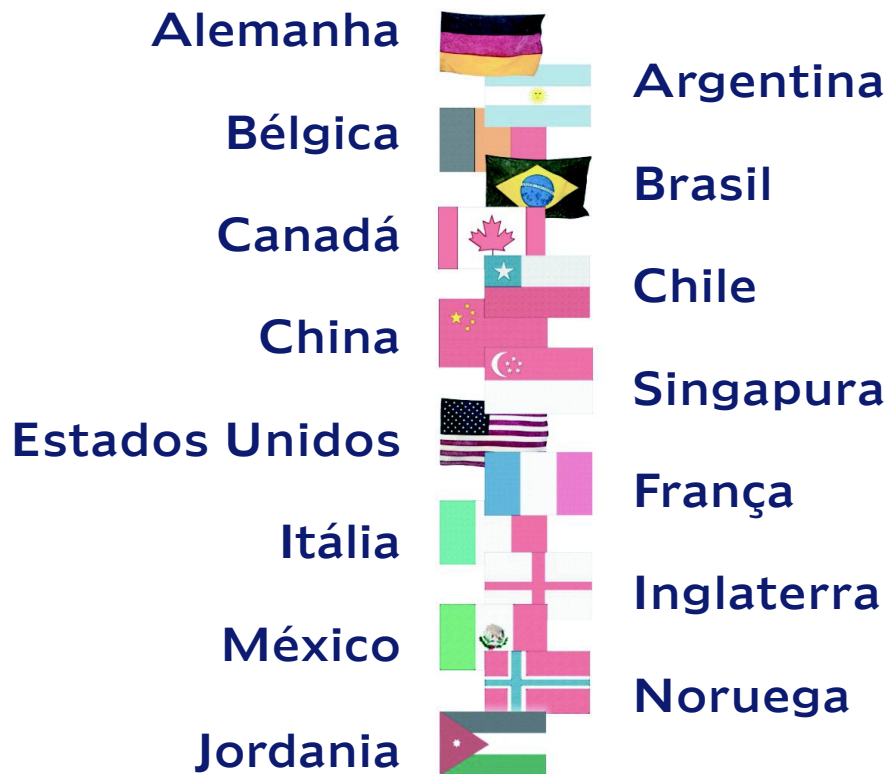 Alemanha
Argentina
Bélgica
Brasil
Canadá
Chile
China
Singapura
Estados Unidos
França
Itália
Inglaterra
México
Noruega
Jordania